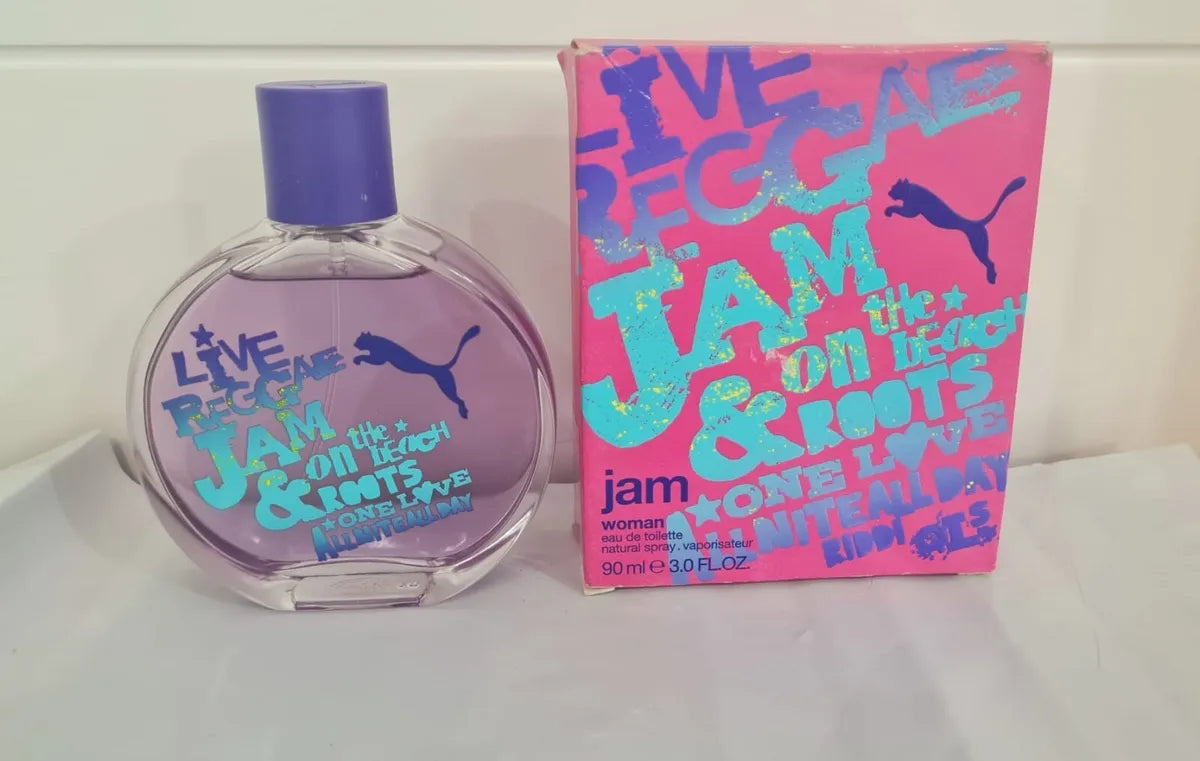 LIVE
REGGAE
JAM
on the BEACH
& ROOTS
ONE LOVE
ALL NITE ALL DAY
LIVE
REGGAE
JAM
on the BEACH
& ROOTS
ONE LOVE
ALL NITE ALL DAY
RIDDI
jam
woman
eau de toilette
natural spray . vaporisateur
90 ml e 3.0 FL.OZ.